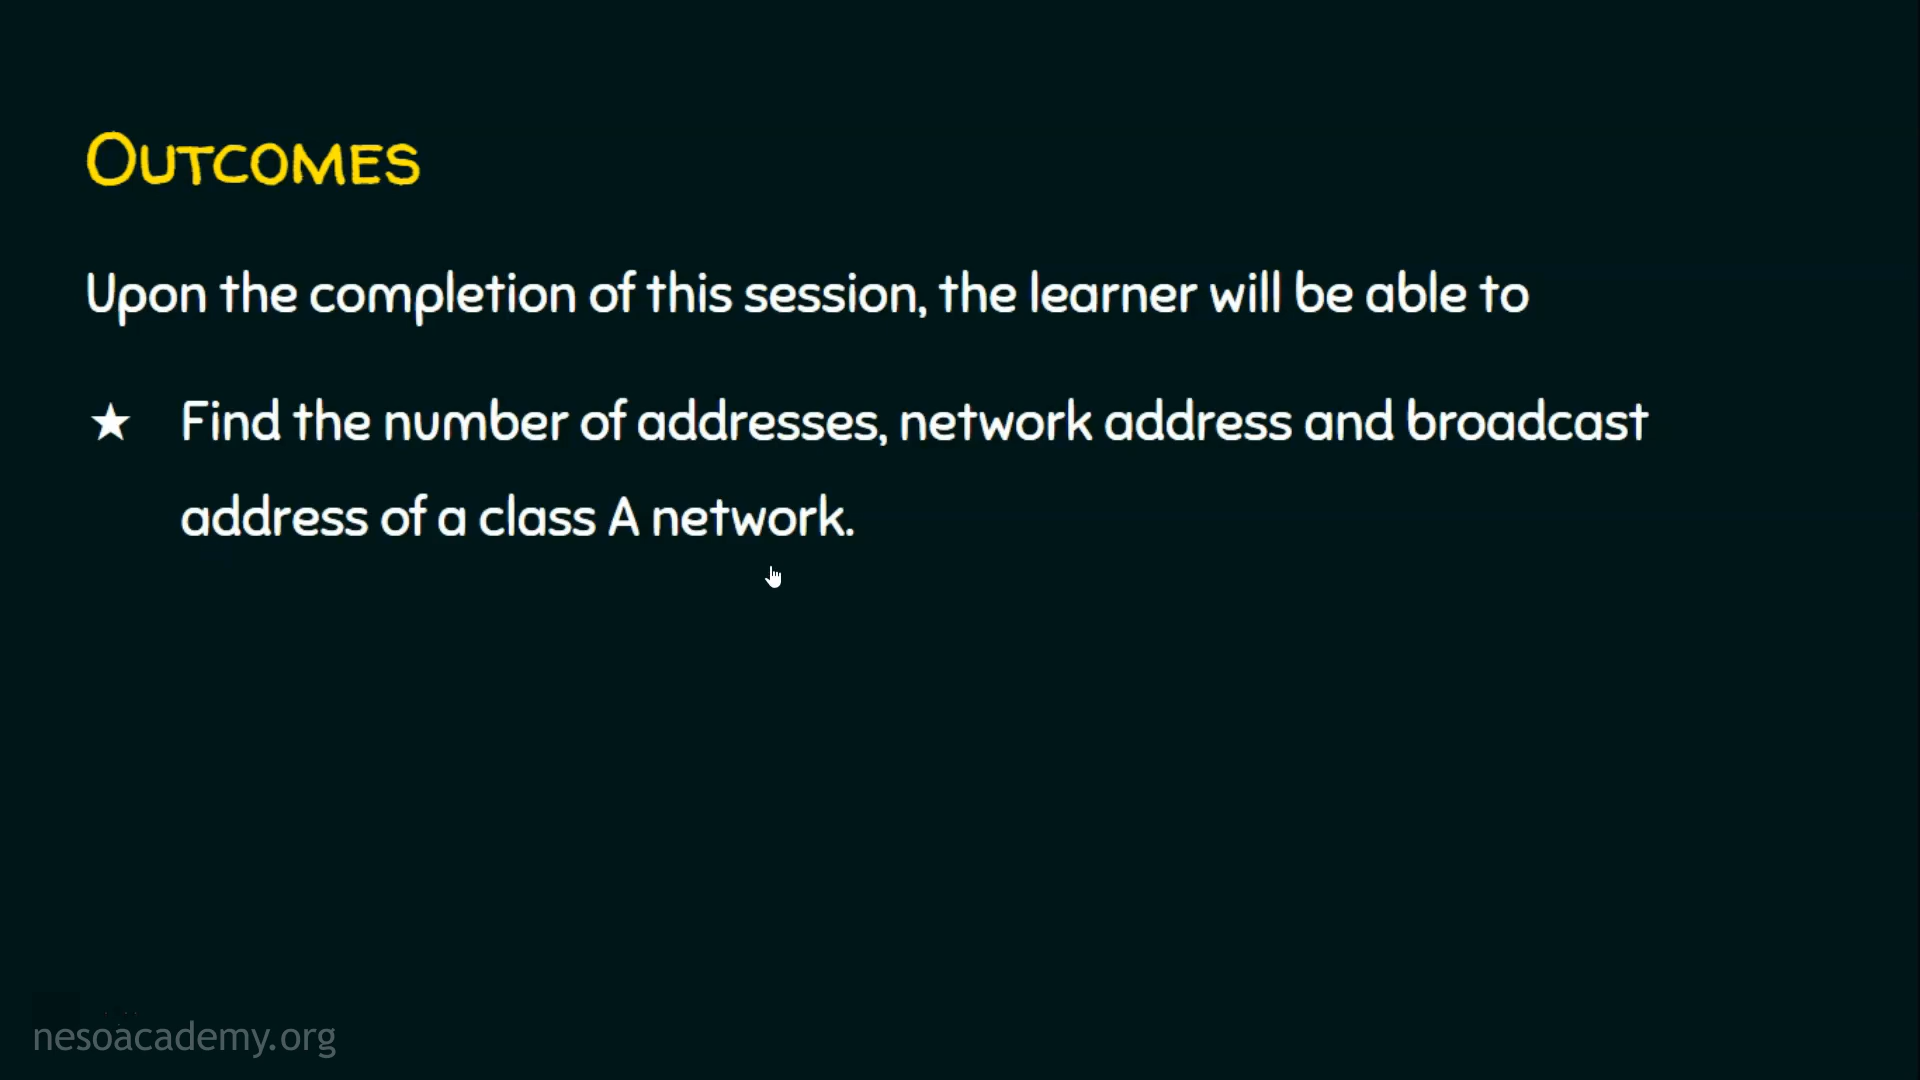 OUTCOMES
Upon the completion of this session, the learner will be able to
★ Find the number of addresses, network address and broadcast
address of a class A network.
nesoacademy.org